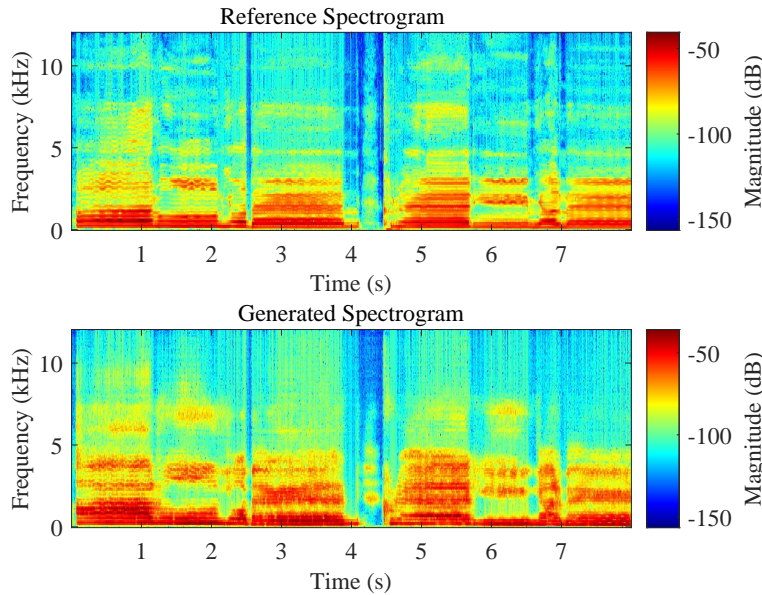 Reference Spectrogram
10
5
0
Frequency (kHz)
1 2 3 4 5 6 7
Time (s)
-50
-100
-150
Magnitude (dB)
Generated Spectrogram
10
5
0
Frequency (kHz)
1 2 3 4 5 6 7
Time (s)
-50
-100
-150
Magnitude (dB)